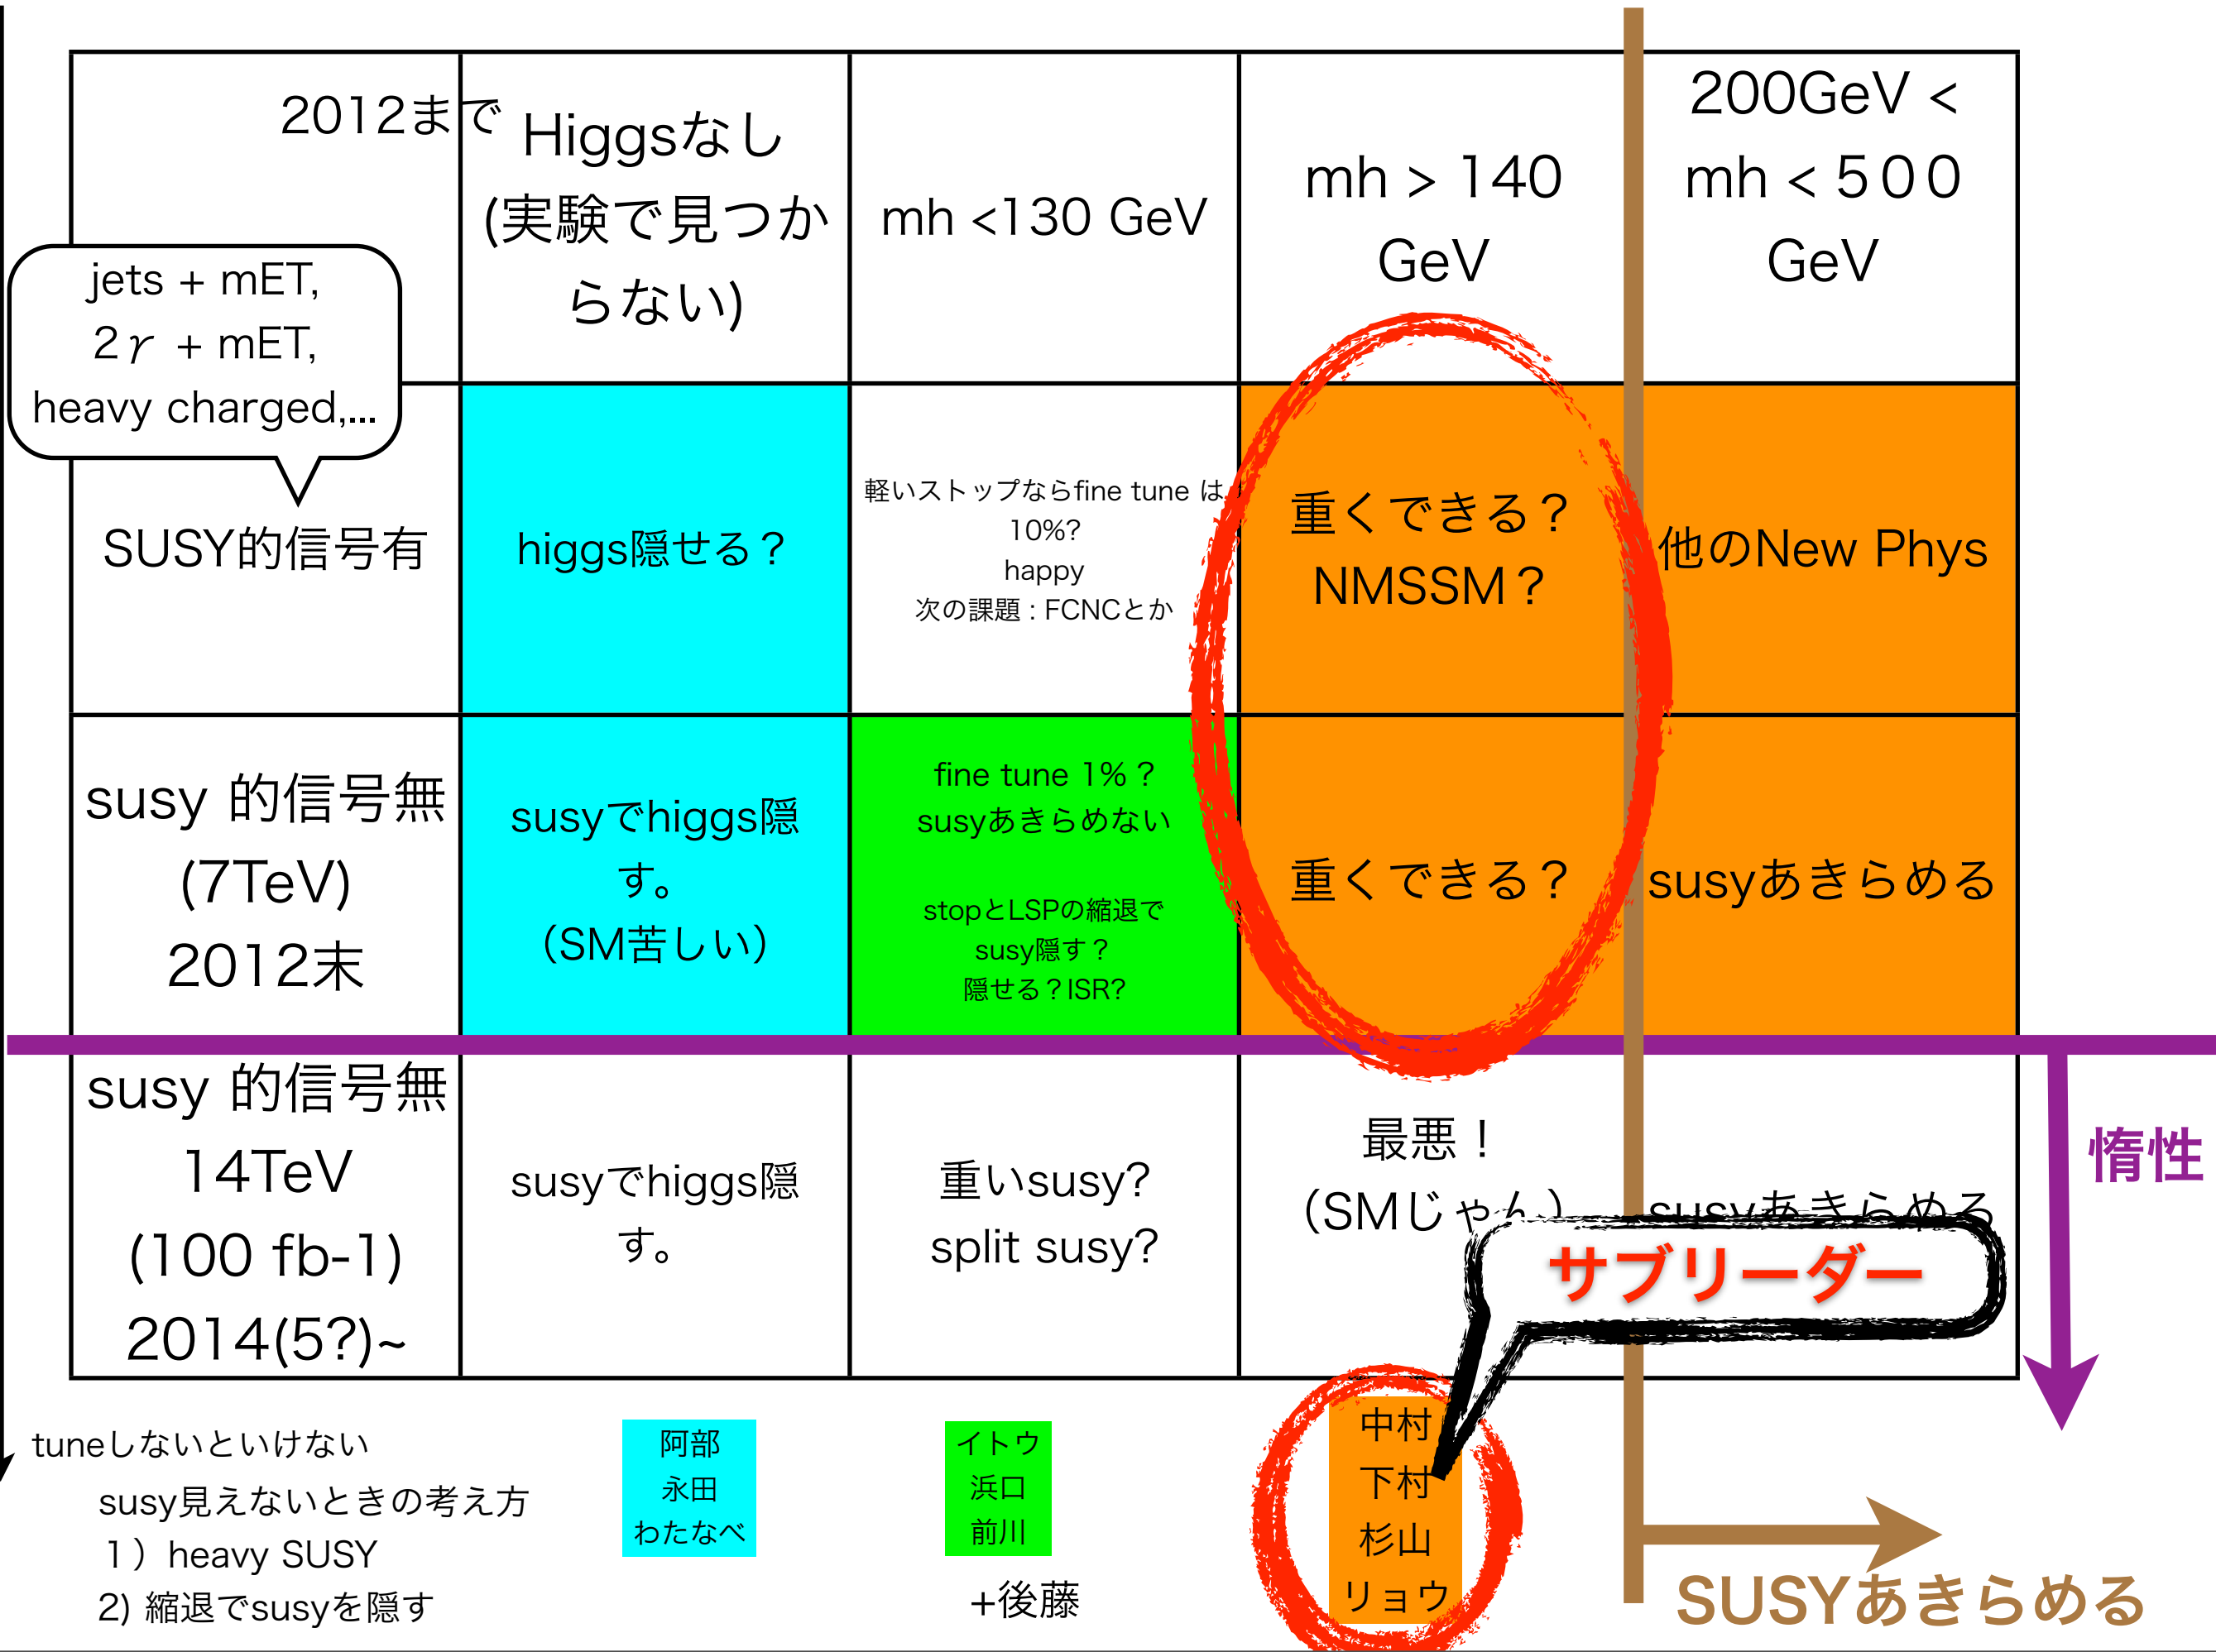 2012まで
Higgsなし
(実験で見つか
らない)
mh <130 GeV
mh > 140
GeV
200GeV <
mh < 500
GeV
jets + mET,
2γ + mET,
heavy charged,...
SUSY的信号有
higgs隠せる？
軽いストップならfine tune は
10%?
happy
次の課題：FCNCとか
重くできる？
NMSSM？
他のNew Phys
susy 的信号無
(7TeV)
2012末
susyでhiggs隠
す。
（SM苦しい）
fine tune 1%？
susyあきらめない
stopとLSPの縮退で
susy隠す？
隠せる？ISR?
重くできる？
susyあきらめる
susy 的信号無
14TeV
(100 fb-1)
2014(5?)~
susyでhiggs隠
す。
重いsusy?
split susy?
最悪！
（SMじゃん）
susyあきらめる
惰性
サブリーダー
tuneしないといけない
susy見えないときの考え方
１）heavy SUSY
2) 縮退でsusyを隠す
阿部
永田
わたなべ
イトウ
浜口
前川
+後藤
中村
下村
杉山
リョウ
SUSYあきらめる